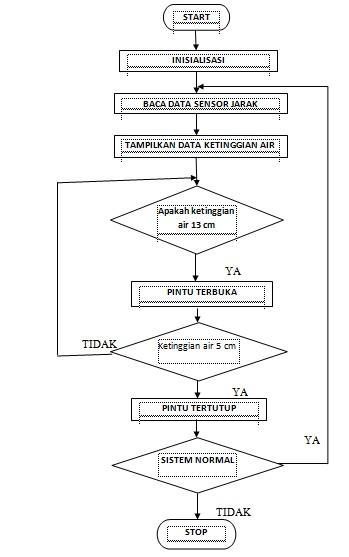 START
INISIALISASI
BACA DATA SENSOR JARAK
TAMPILKAN DATA KETINGGIAN AIR
Apakah ketinggian
air 13 cm
YA
PINTU TERBUKA
TIDAK
Ketinggian air 5 cm
YA
PINTU TERTUTUP
YA
SISTEM NORMAL
TIDAK
STOP